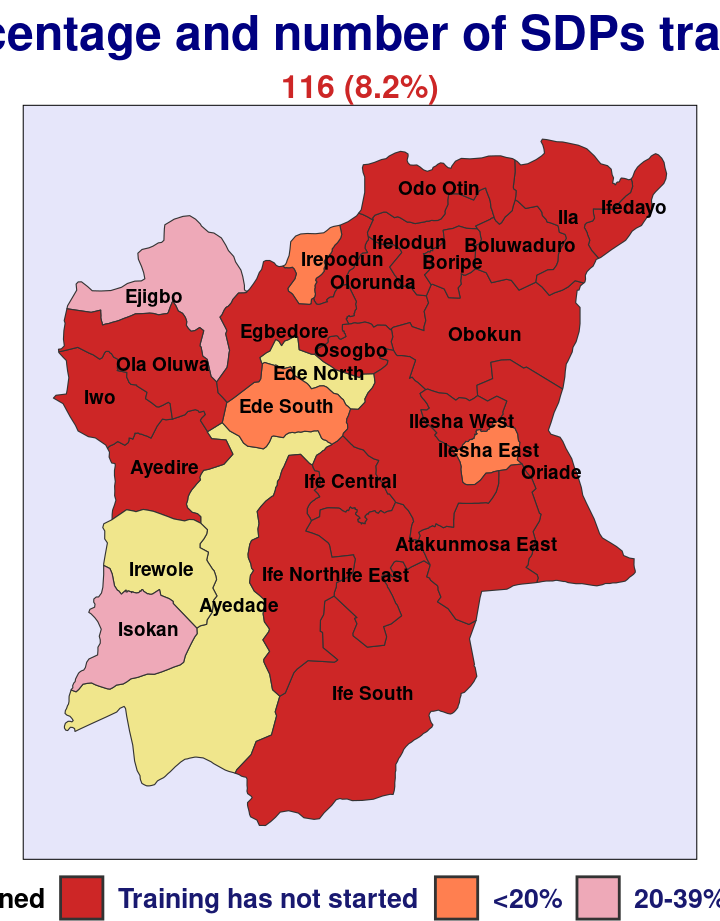 centage and number of SDPs tra
116 (8.2%)
Odo Otin
Ila
Ifedayo
Ifelodun
Boluwaduro
Irepodun
Boripe
Olorunda
Ejigbo
Egbedore
Obokun
Osogbo
Ola Oluwa
Ede North
Iwo
Ede South
Ilesha West
Ilesha East
Ayedire
Oriade
Ife Central
Atakunmosa East
Irewole
Ife North
Ife East
Ayedade
Isokan
Ife South
ned Training has not started <20% 20-39%